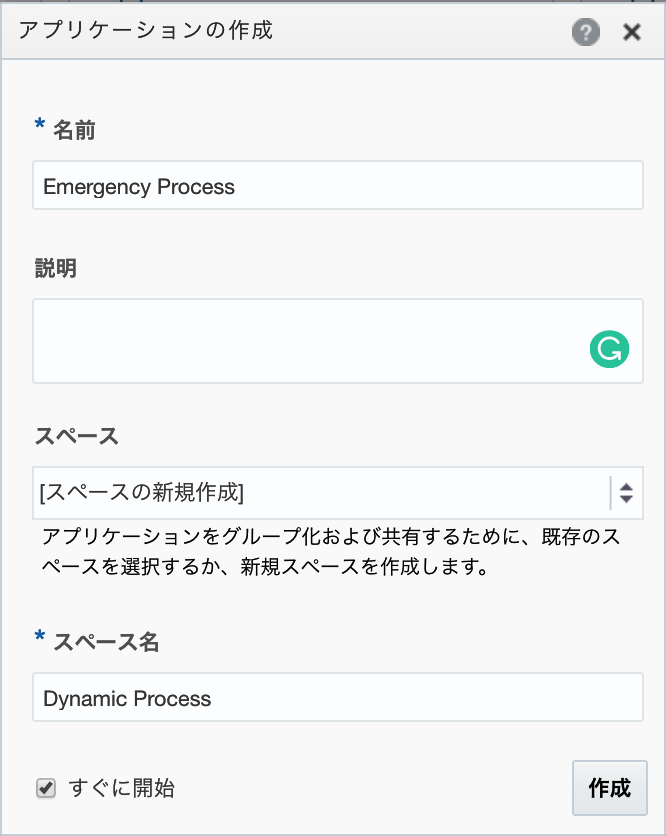 アプリケーションの作成
* 名前
Emergency Process
説明
スペース
[スペースの新規作成]
アプリケーションをグループ化および共有するために、既存のス
ペースを選択するか、新規スペースを作成します。
* スペース名
Dynamic Process
すぐに開始
作成